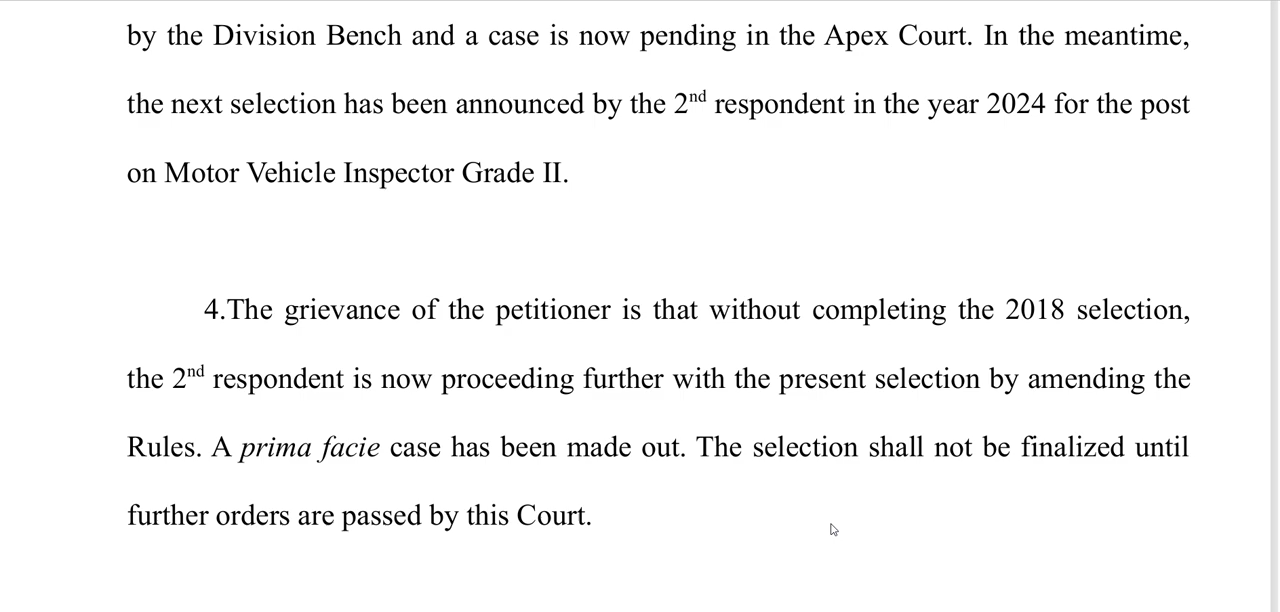 by the Division Bench and a case is now pending in the Apex Court. In the meantime,
the next selection has been announced by the 2nd respondent in the year 2024 for the post
on Motor Vehicle Inspector Grade II.
4.The grievance of the petitioner is that without completing the 2018 selection,
the 2nd respondent is now proceeding further with the present selection by amending the
Rules. A prima facie case has been made out. The selection shall not be finalized until
further orders are passed by this Court.